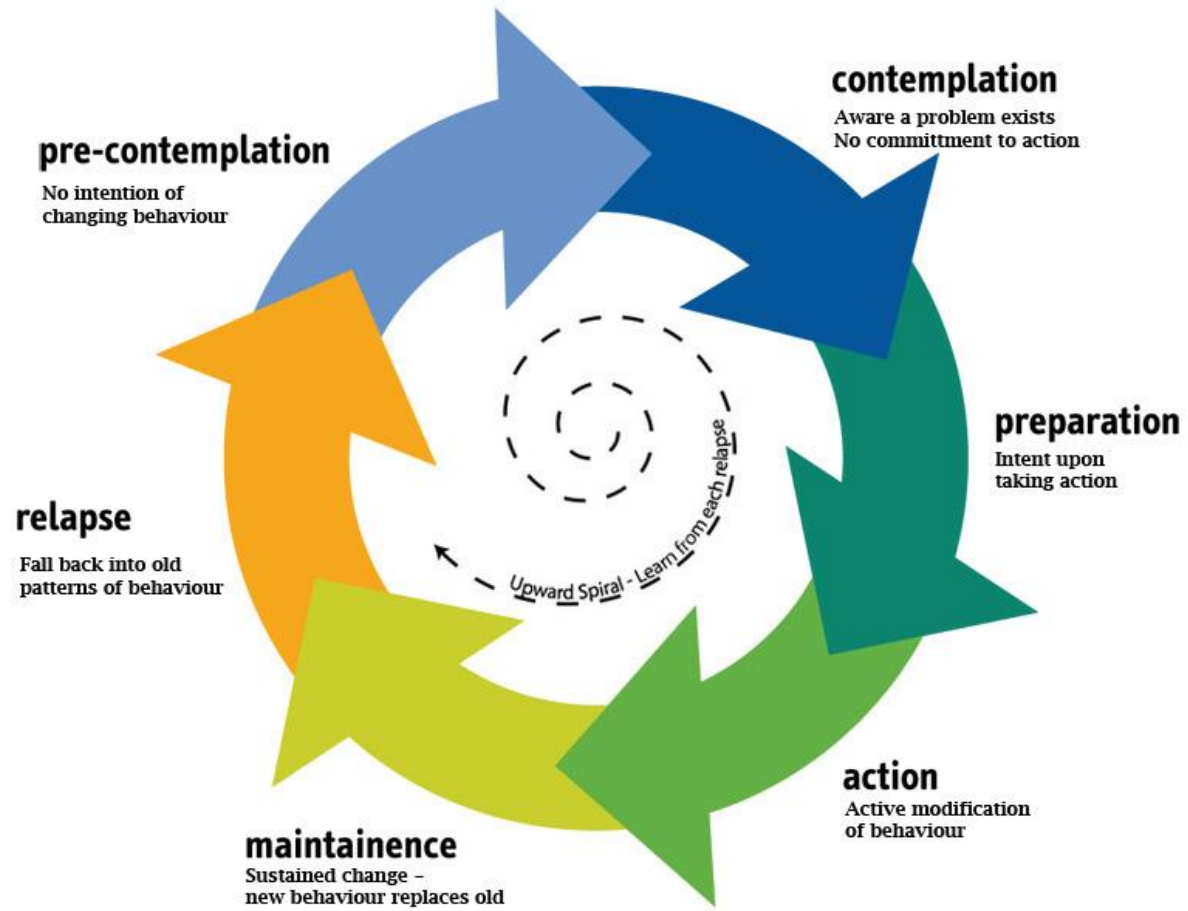 pre-contemplation
No intention of
changing behaviour
contemplation
Aware a problem exists
No committment to action
preparation
Intent upon
taking action
action
Active modification
of behaviour
maintainence
Sustained change –
new behaviour replaces old
relapse
Fall back into old
patterns of behaviour
Upward Spiral - Learn from each relapse